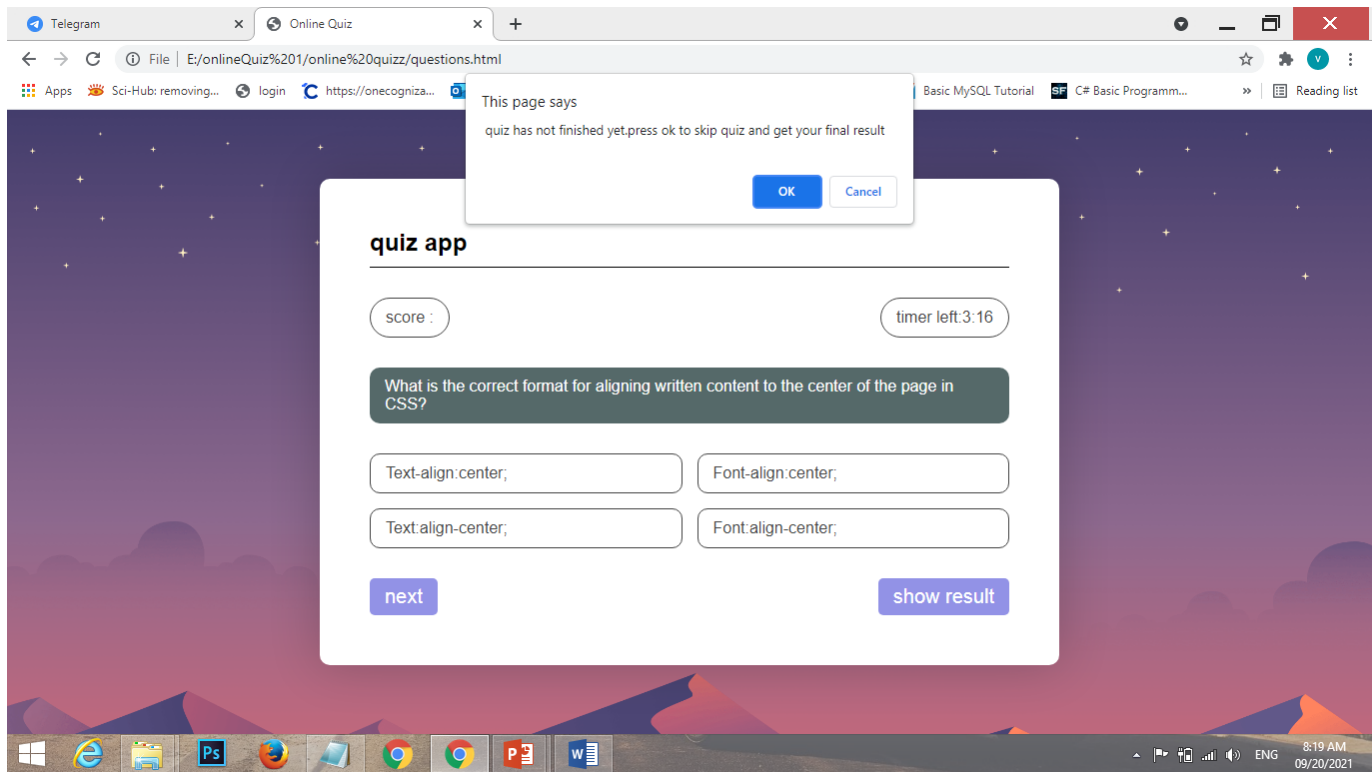 Telegram
Online Quiz
File
E:/onlineQuiz%201/online%20quizz/questions.html
V
Apps
Sci-Hub: removing...
login
https://onecogniza...
Basic MySQL Tutorial
SF
C# Basic Programm...
»
Reading list
This page says
quiz has not finished yet.press ok to skip quiz and get your final result
OK
Cancel
quiz app
score :
timer left:3:16
What is the correct format for aligning written content to the center of the page in
CSS?
Text-align:center;
Font-align:center;
Text:align-center;
Font:align-center;
next
show result
Ps
P
W
ENG
8:19 AM
09/20/2021